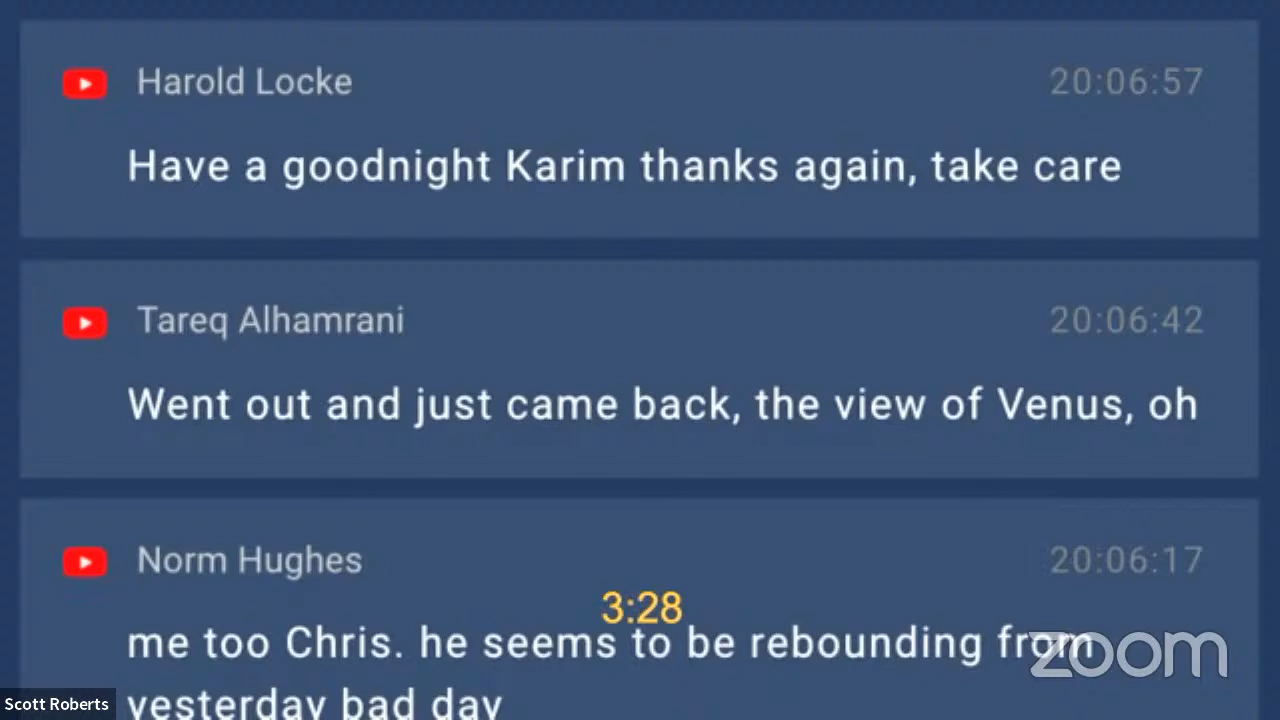 Harold Locke 20:06:57
Have a goodnight Karim thanks again, take care
Tareq Alhamrani 20:06:42
Went out and just came back, the view of Venus, oh
Norm Hughes 20:06:17
3:28
me too Chris. he seems to be rebounding from
zoom
yesterday bad day
Scott Roberts